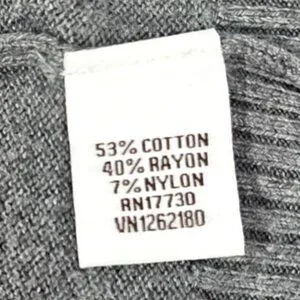 53% COTTON
40% RAYON
7% NYLON
RN17730
VN1262180